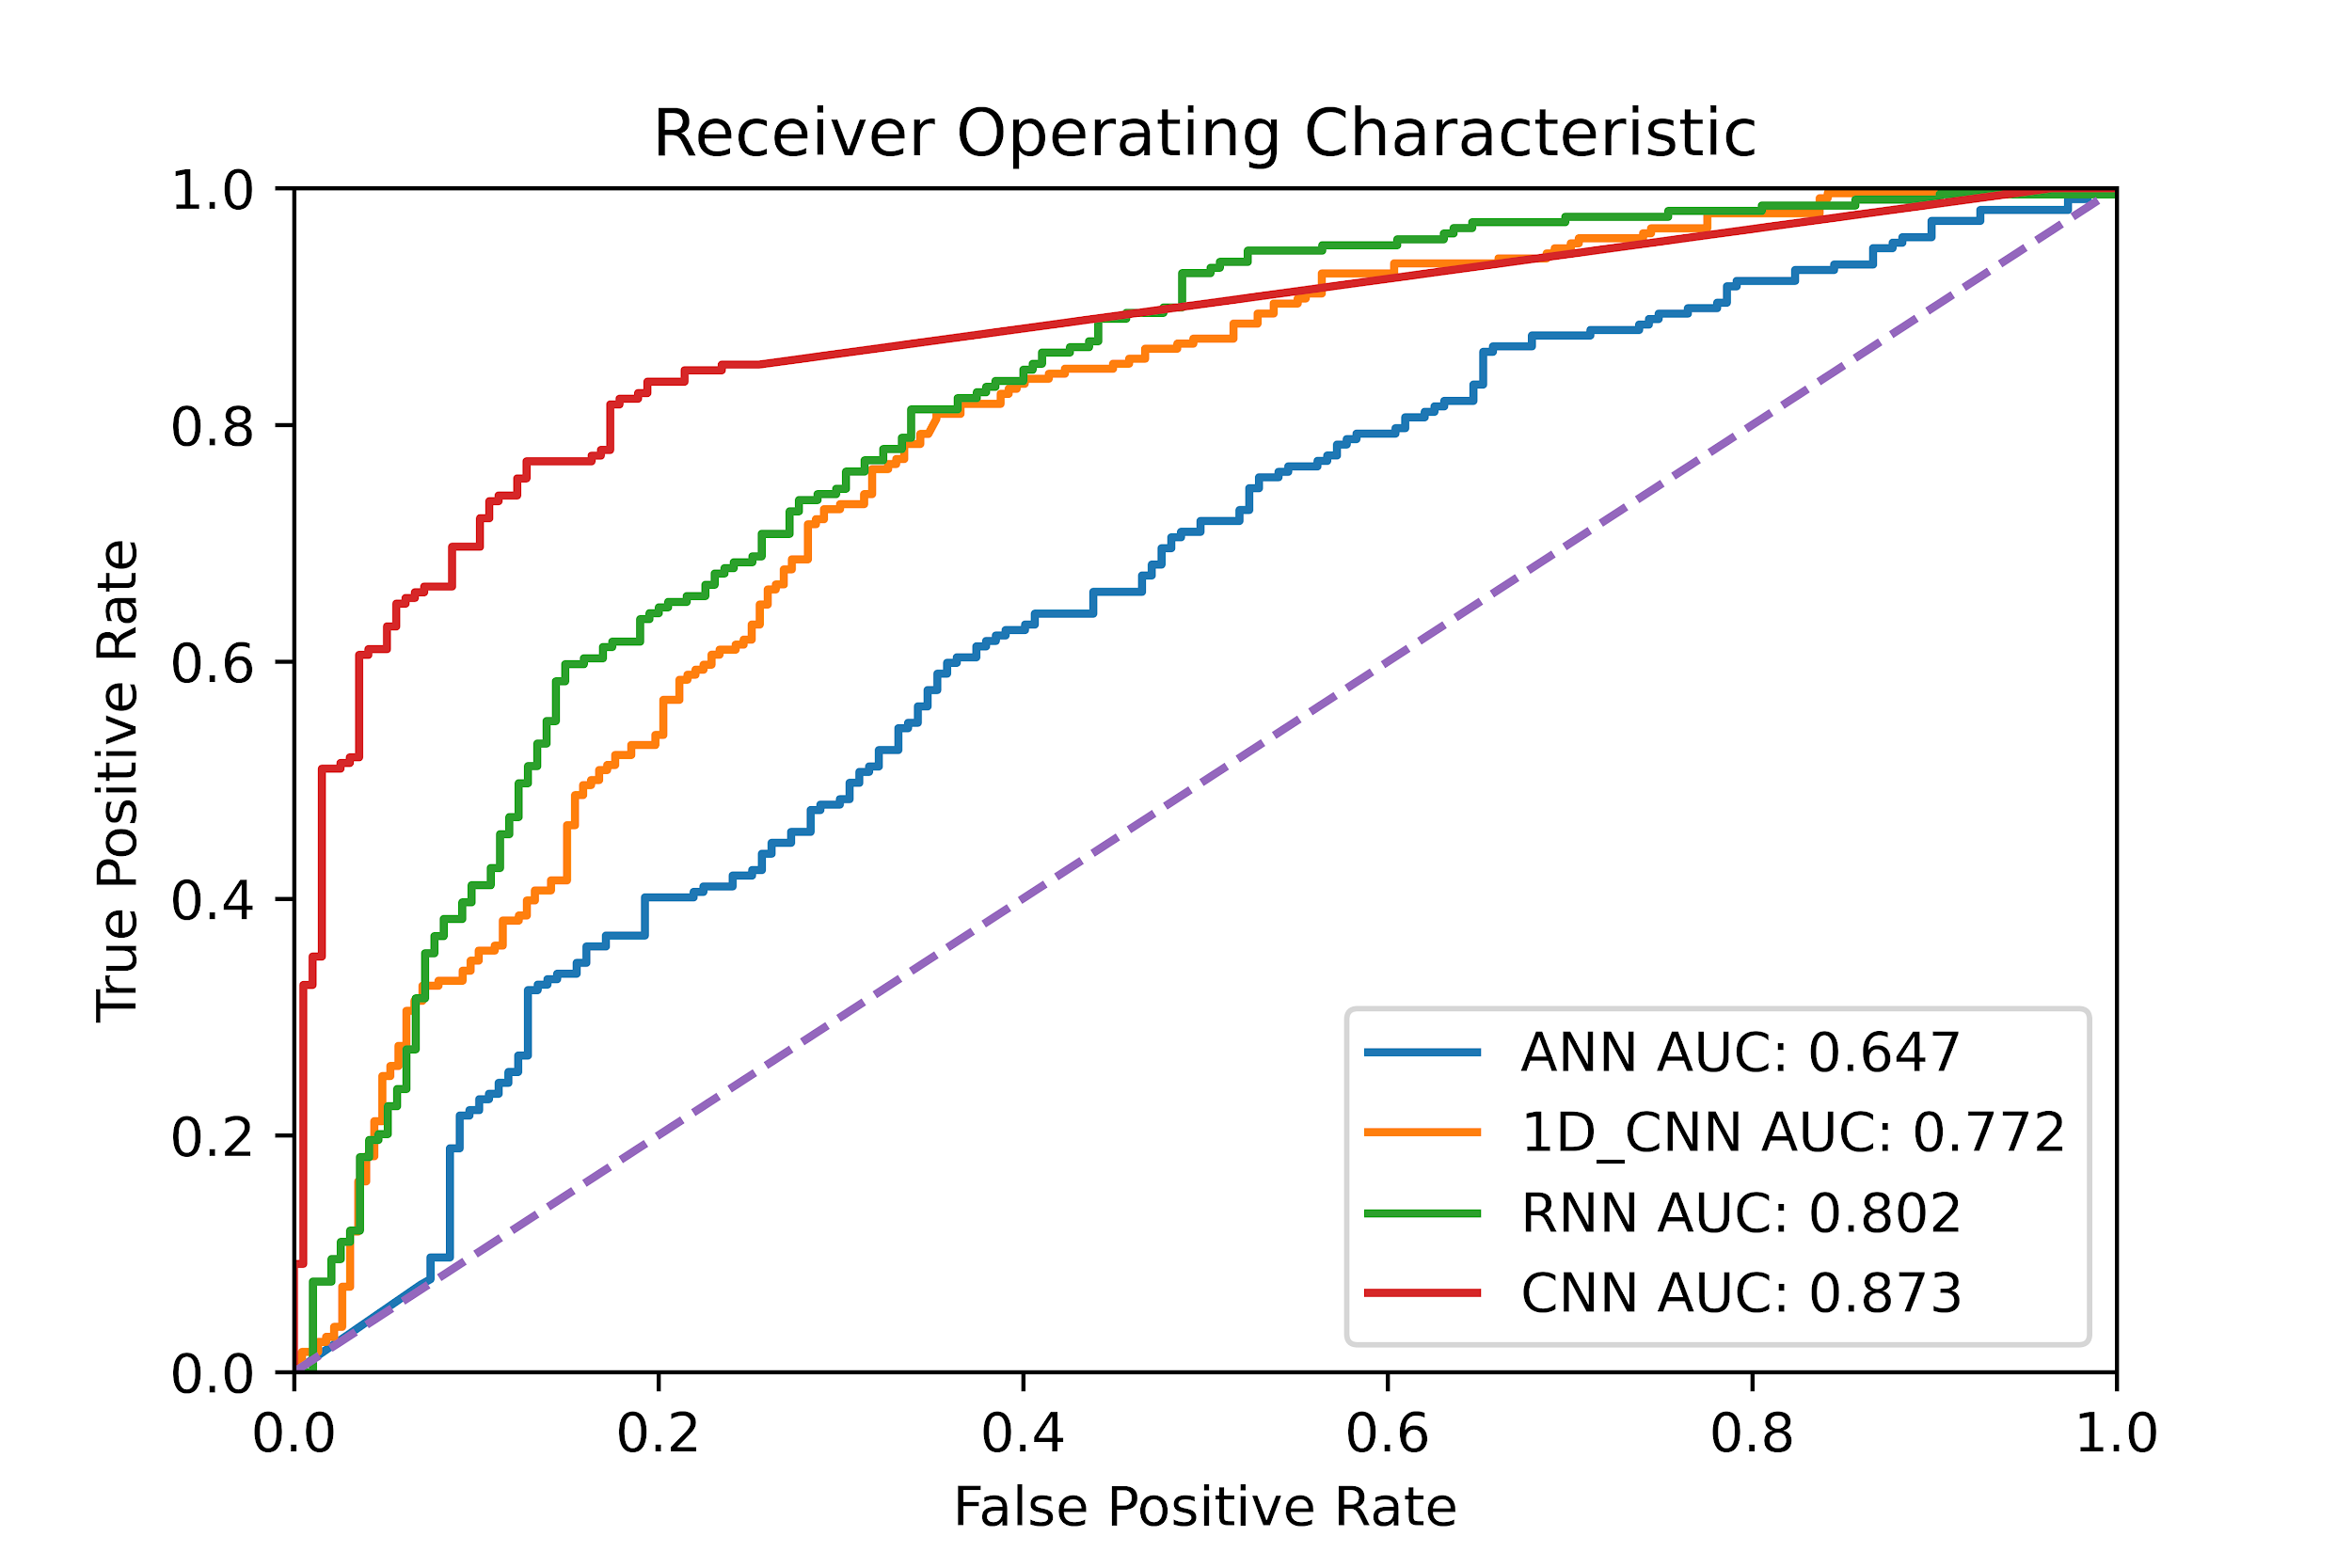 Receiver Operating Characteristic
1.0
0.8
0.6
0.4
0.2
0.0
True Positive Rate
ANN AUC: 0.647
1D_CNN AUC: 0.772
RNN AUC: 0.802
CNN AUC: 0.873
0.0 0.2 0.4 0.6 0.8 1.0
False Positive Rate